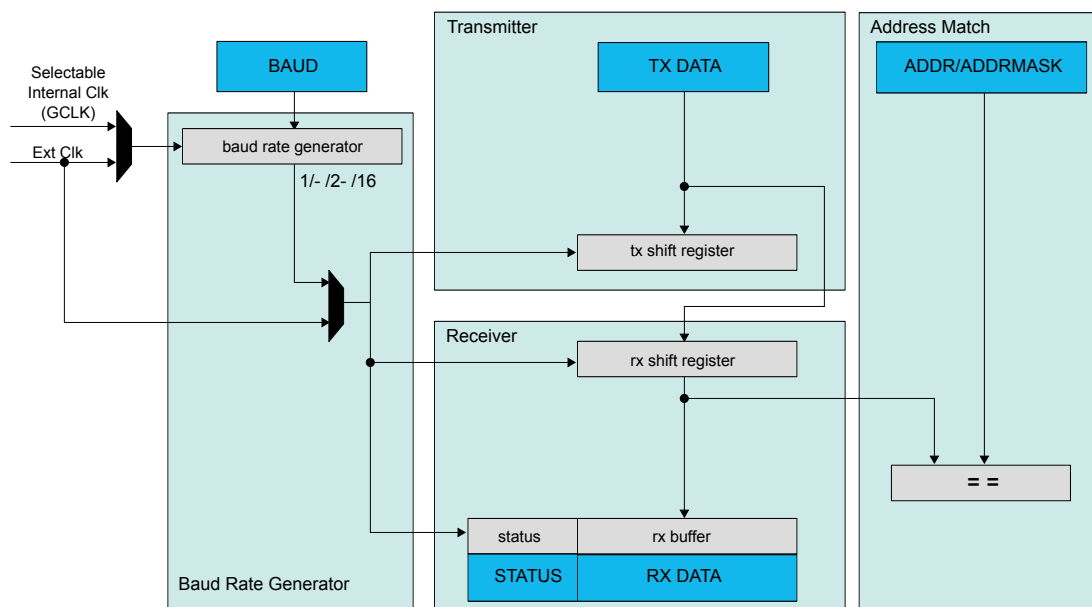 Transmitter
Address Match
BAUD
TX DATA
ADDR/ADDRMASK
Selectable
Internal Clk
(GCLK)
Ext Clk
baud rate generator
1/- /2- /16
tx shift register
Receiver
rx shift register
= =
status
rx buffer
STATUS
RX DATA
Baud Rate Generator